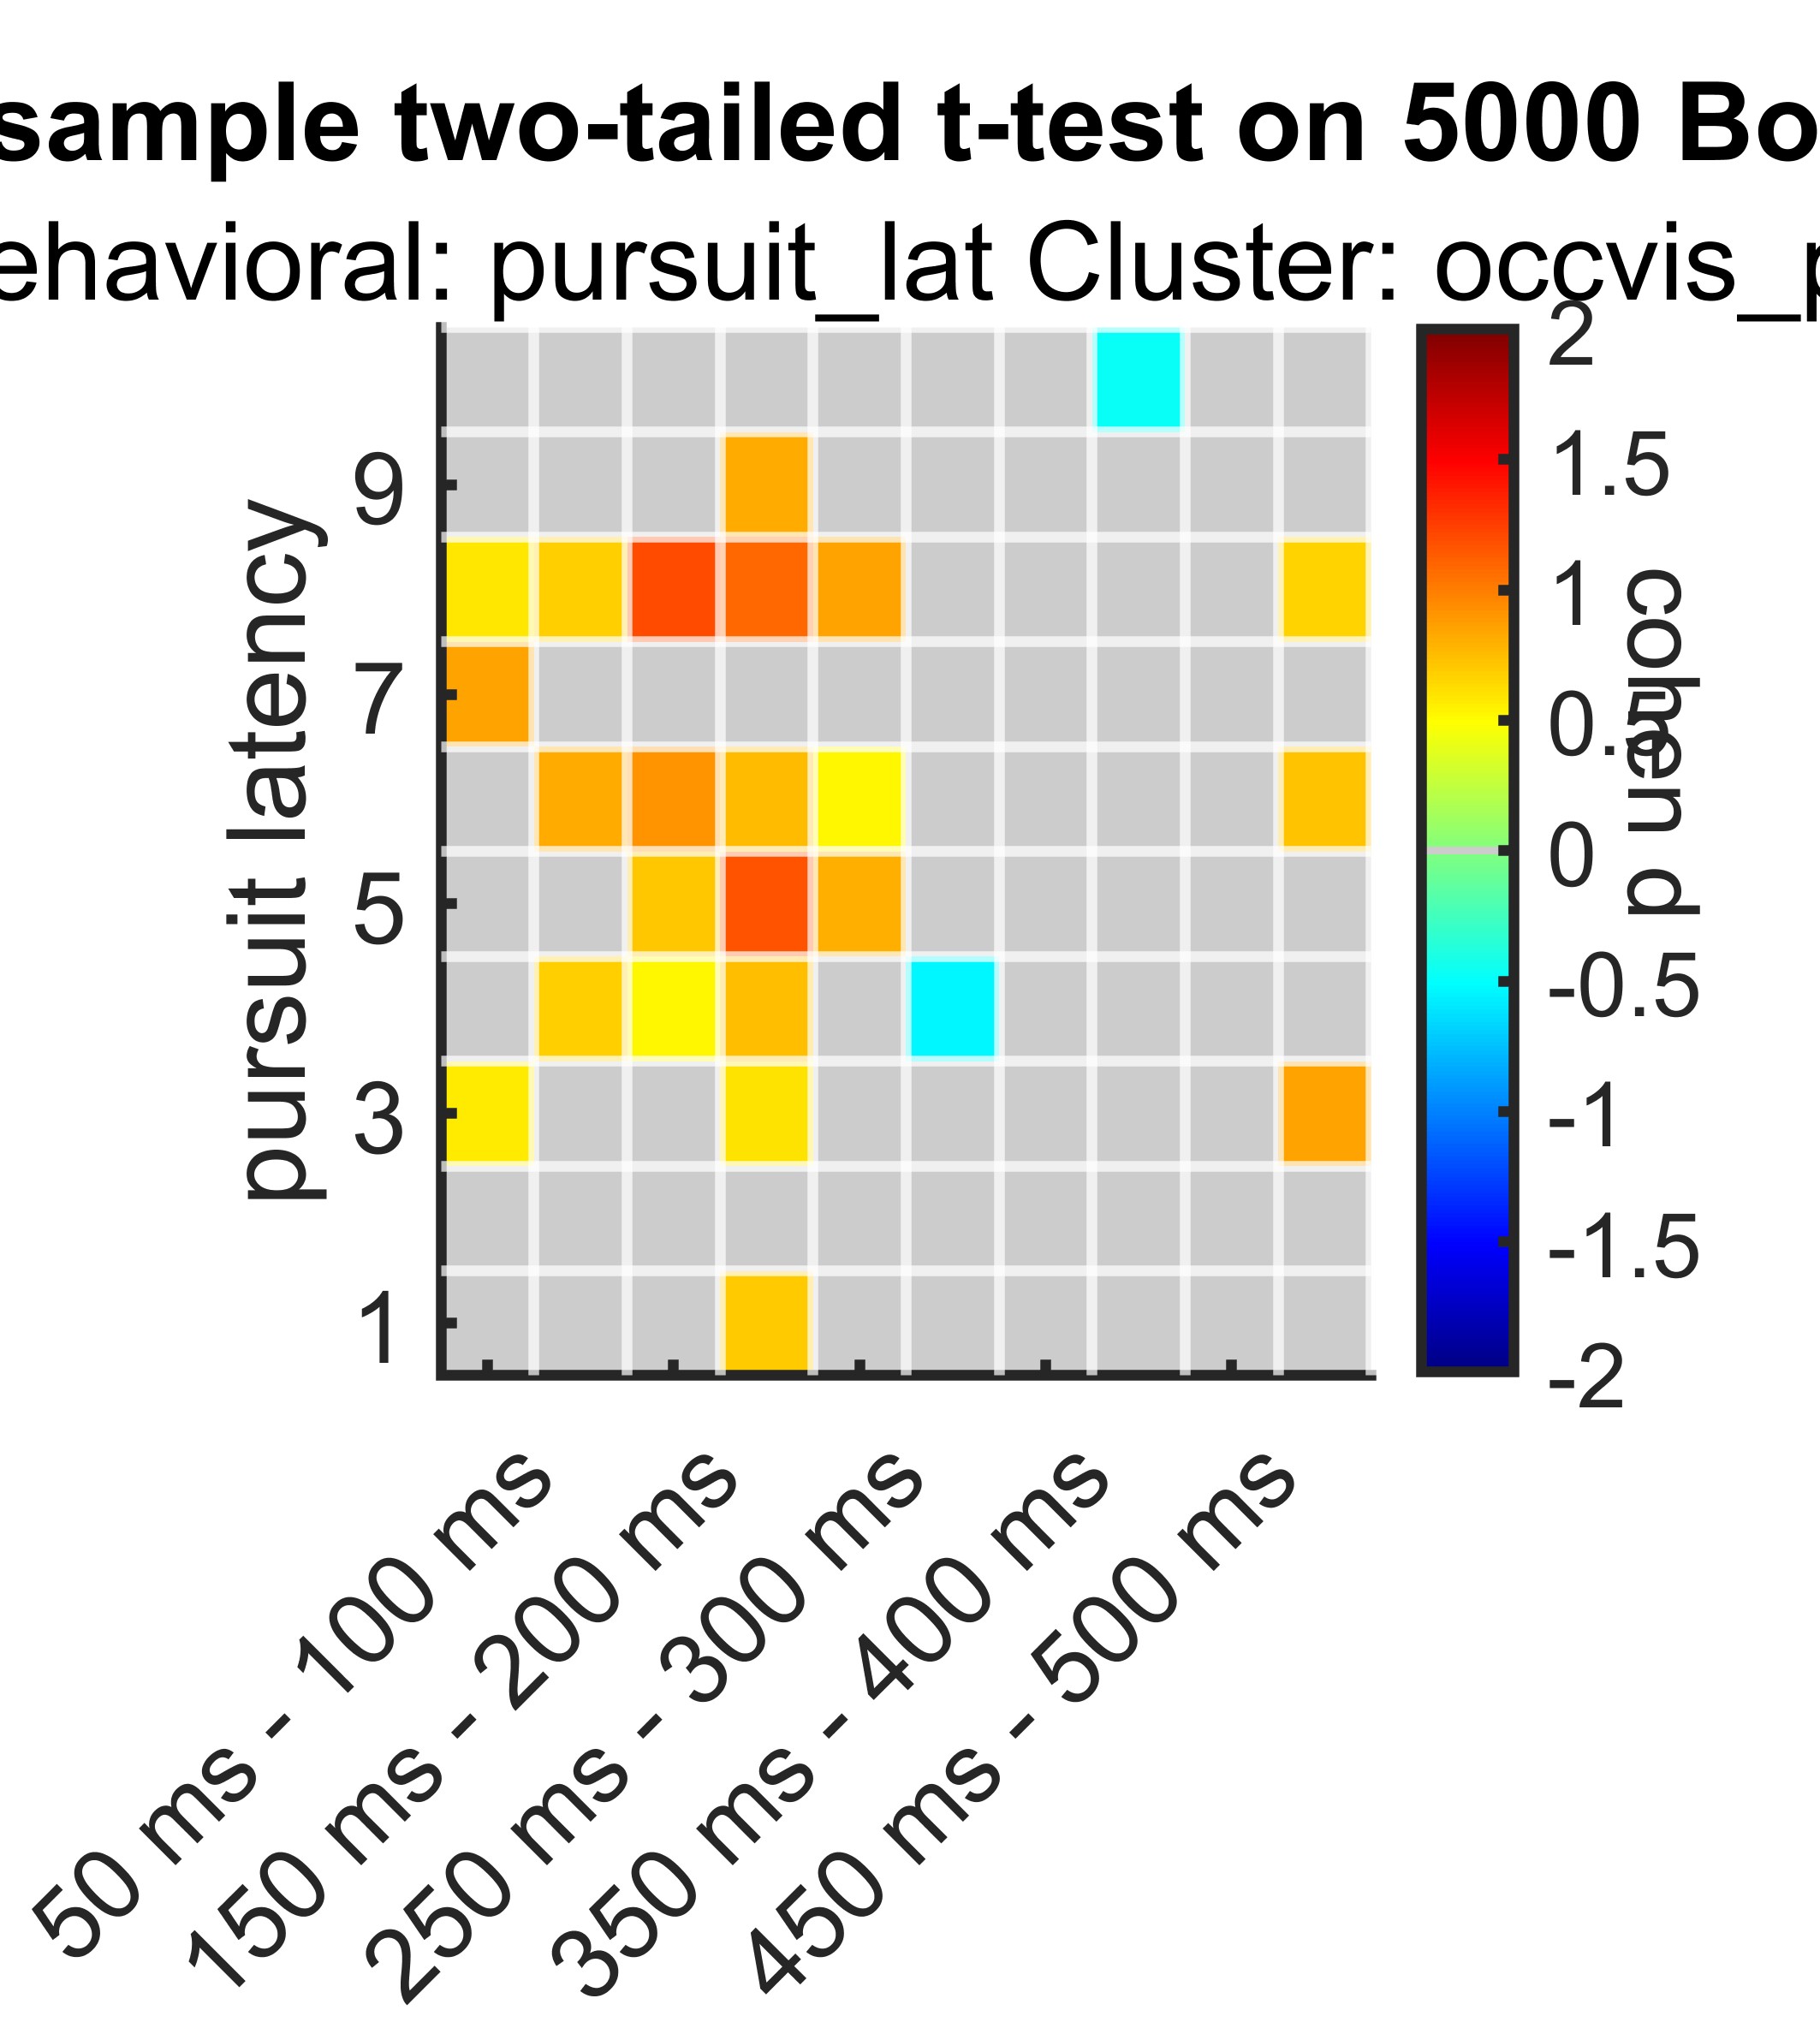 sample two-tailed t-test on 5000 Bo
ehavioral: pursuit_lat Cluster: occvis_p
pursuit latency
9
7
5
3
1
50 ms - 100 ms
150 ms - 200 ms
250 ms - 300 ms
350 ms - 400 ms
450 ms - 500 ms
2
1.5
1
0.5
0
-0.5
-1
-1.5
-2
cohen d